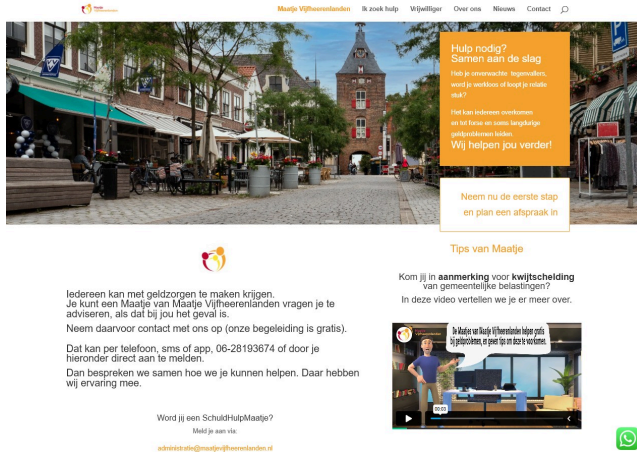 Maatje Vijfheerenlanden
Ik zoek hulp
Vrijwilliger
Over ons
Nieuws
Contact
Hulp nodig?
Samen aan de slag
Heb je onverwachte tegenvallers,
word je werkloos of loopt je relatie
stuk?
Het kan iedereen overkomen
en tot forse en soms langdurige
geldproblemen leiden.
Wij helpen jou verder!
Neem nu de eerste stap
en plan een afspraak in
Iedereen kan met geldzorgen te maken krijgen.
Je kunt een Maatje van Maatje Vijfheerenlanden vragen je te
adviseren, als dat bij jou het geval is.
Neem daarvoor contact met ons op (onze begeleiding is gratis).
Dat kan per telefoon, sms of app, 06-28193674 of door je
hieronder direct aan te melden.
Dan bespreken we samen hoe we je kunnen helpen. Daar hebben
wij ervaring mee.
Word jij een SchuldHulpMaatje?
Meld je aan via:
administratie@maatjevijfheerenlanden.nl
Tips van Maatje
Kom jij in aanmerking voor kwijtschelding
van gemeentelijke belastingen?
In deze video vertellen we je er meer over.
De Maatjes van Maatje Vijfheerenlanden helpen gratis
bij geldproblemen, en geven tips om deze te voorkomen.
00:03